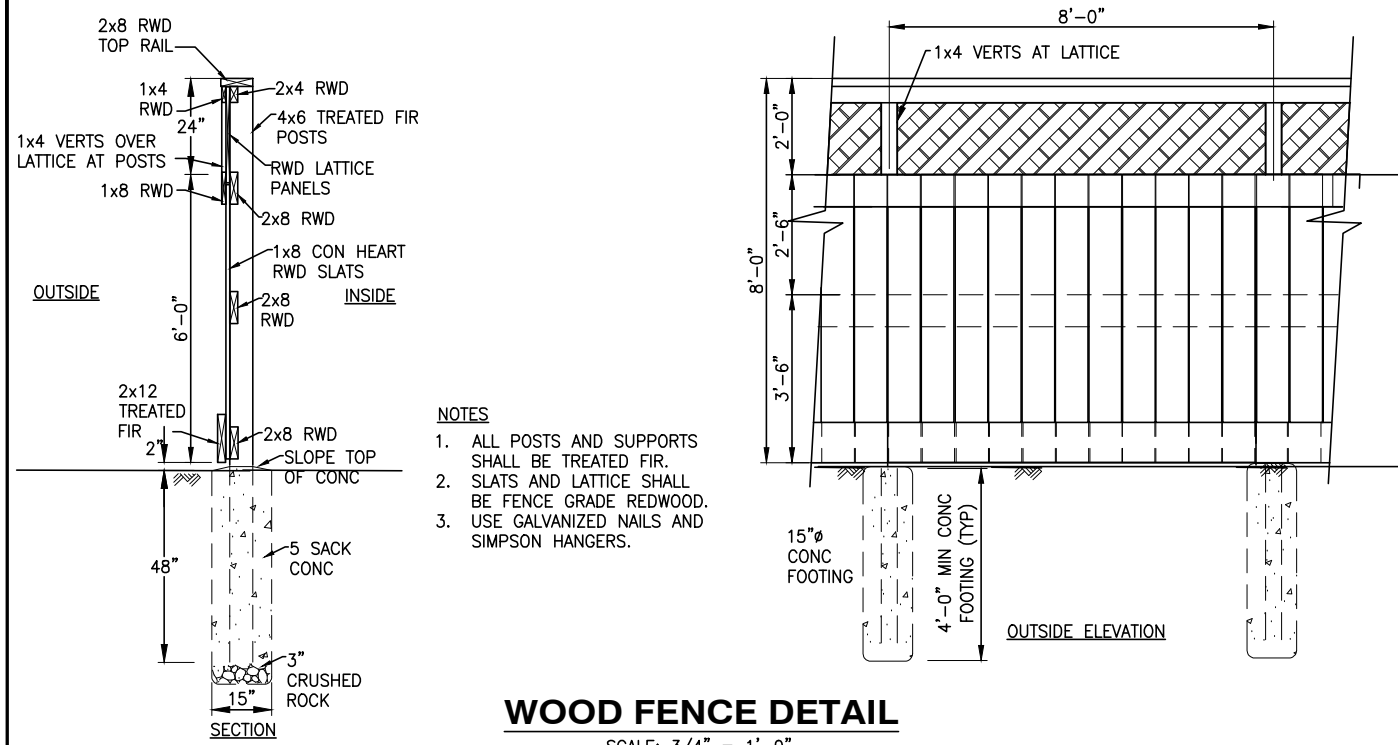 2x8 RWD
TOP RAIL
1x4
RWD
2x4 RWD
24"
4x6 TREATED FIR
POSTS
1x4 VERTS OVER
LATTICE AT POSTS
RWD LATTICE
PANELS
1x8 RWD
2x8 RWD
1x8 CON HEART
RWD SLATS
OUTSIDE
INSIDE
2x8
RWD
6'-0"
2x12
TREATED
FIR
2"
2x8 RWD
SLOPE TOP
OF CONC
48"
5 SACK
CONC
3"
CRUSHED
ROCK
15"
SECTION
NOTES
1. ALL POSTS AND SUPPORTS
SHALL BE TREATED FIR.
2. SLATS AND LATTICE SHALL
BE FENCE GRADE REDWOOD.
3. USE GALVANIZED NAILS AND
SIMPSON HANGERS.
8'-0"
1x4 VERTS AT LATTICE
2'-0"
2'-6"
8'-0"
3'-6"
15"ø
CONC
FOOTING
4'-0" MIN CONC
FOOTING (TYP)
OUTSIDE ELEVATION
WOOD FENCE DETAIL
SCALE: 3/4" = 1'-0"